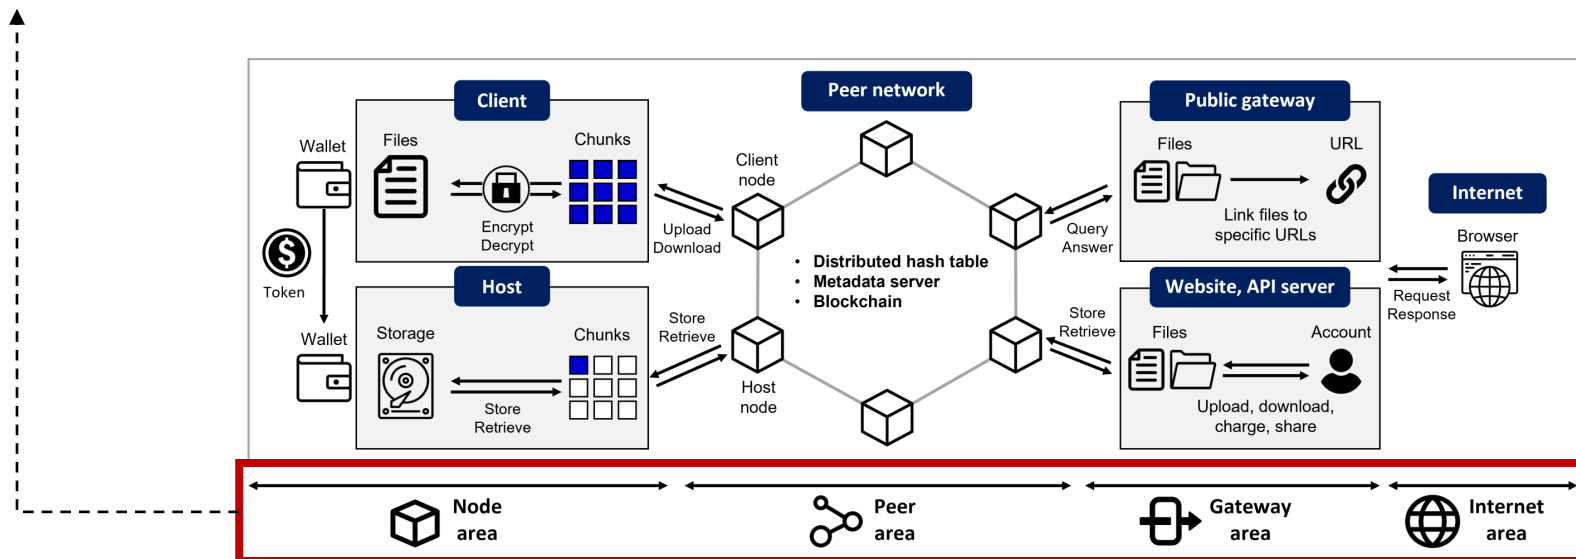 Client
Wallet
Files
Chunks
Encrypt
Decrypt
Token
Host
Wallet
Storage
Chunks
Store
Retrieve
Upload
Download
Store
Retrieve
Peer network
Client
node
• Distributed hash table
• Metadata server
• Blockchain
Host
node
Public gateway
Files
URL
Link files to
specific URLs
Query
Answer
Website, API server
Store
Retrieve
Files
Account
Upload, download,
charge, share
Internet
Browser
Request
Response
Node
area
Peer
area
Gateway
area
Internet
area